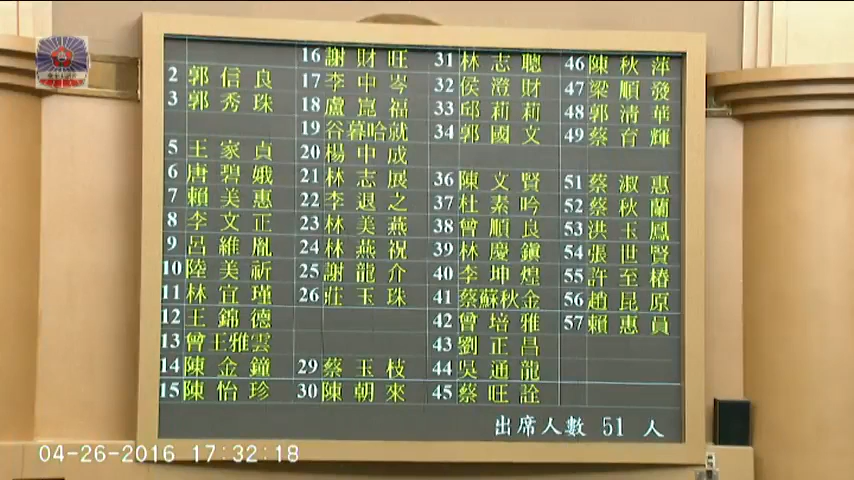 2 郭信良
3 郭秀珠
5 王家貞
6 唐碧娥
7 賴美惠
8 李文正
9 呂維胤
10 陸美祈
11 林宜瑾
12 王錦德
13 曾王雅雲
14 陳金鐘
15 陳怡珍
16 謝財旺
17 李中岑
18 盧崑福
19 谷暮哈就
20 楊中成
21 林志展
22 李退之
23 林美燕
24 林燕祝
25 謝龍介
26 莊玉珠
29 蔡玉枝
30 陳朝來
31 林志聰
32 侯澄財
33 邱莉莉
34 郭國文
36 陳文賢
37 杜素吟
38 曾順良
39 林慶鎮
40 李坤煌
41 蔡蘇秋金
42 曾培雅
43 劉正昌
44 吳通龍
45 蔡旺詮
46 陳秋萍
47 梁順發
48 郭清華
49 蔡育輝
51 蔡淑惠
52 蔡秋蘭
53 洪玉鳳
54 張世賢
55 許至椿
56 趙昆原
57 賴惠員
出席人數 51 人
04-26-2016 17:32:18